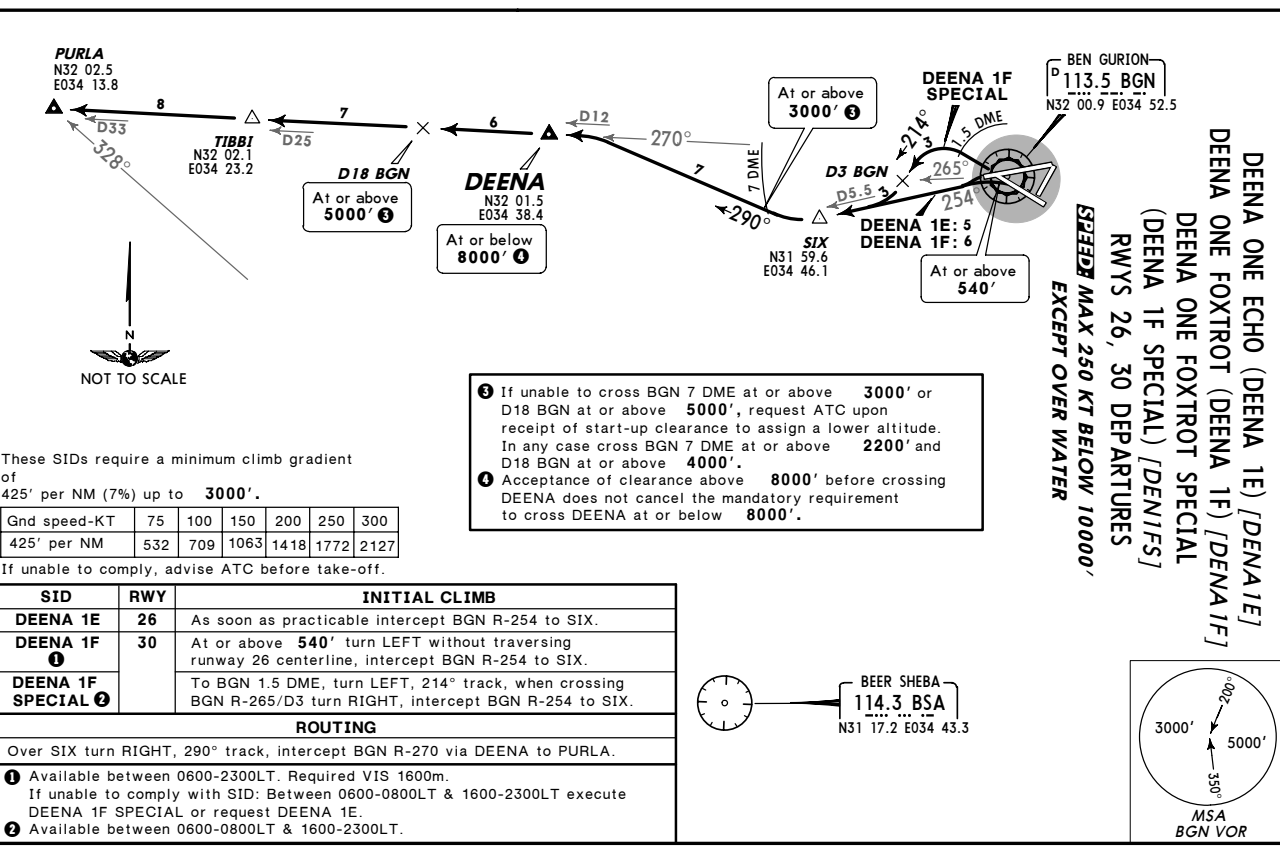 PURLA
N32 02.5
E034 13.8
8
D33
328°
TIBBI
N32 02.1
E034 23.2
7
D25
D18 BGN
At or above
5000' ❸
6
DEENA
N32 01.5
E034 38.4
At or below
8000' ❹
D12
270°
7
7 DME
290°
At or above
3000' ❸
SIX
N31 59.6
E034 46.1
D5.5
D3 BGN
DEENA 1F
SPECIAL
214°
3
1.5 DME
265°
3
254°
DEENA 1E: 5
DEENA 1F: 6
At or above
540'
BEN GURION
D 113.5 BGN
N32 00.9 E034 52.5
DEENA ONE ECHO (DEENA 1E) [DENA1E]
DEENA ONE FOXTROT (DEENA 1F) [DENA1F]
DEENA ONE FOXTROT SPECIAL
(DEENA 1F SPECIAL) [DEN1FS]
RWYS 26, 30 DEPARTURES
SPEED: MAX 250 KT BELOW 10000'
EXCEPT OVER WATER
N
NOT TO SCALE
❸ If unable to cross BGN 7 DME at or above 3000' or
D18 BGN at or above 5000', request ATC upon
receipt of start-up clearance to assign a lower altitude.
In any case cross BGN 7 DME at or above 2200' and
D18 BGN at or above 4000'.
❹ Acceptance of clearance above 8000' before crossing
DEENA does not cancel the mandatory requirement
to cross DEENA at or below 8000'.
These SIDs require a minimum climb gradient
of
425' per NM (7%) up to 3000'.
Gnd speed-KT 75 100 150 200 250 300
425' per NM 532 709 1063 1418 1772 2127
If unable to comply, advise ATC before take-off.
SID RWY INITIAL CLIMB
DEENA 1E 26 As soon as practicable intercept BGN R-254 to SIX.
DEENA 1F ❶ 30 At or above 540' turn LEFT without traversing
runway 26 centerline, intercept BGN R-254 to SIX.
DEENA 1F SPECIAL ❷ To BGN 1.5 DME, turn LEFT, 214° track, when crossing
BGN R-265/D3 turn RIGHT, intercept BGN R-254 to SIX.
ROUTING
Over SIX turn RIGHT, 290° track, intercept BGN R-270 via DEENA to PURLA.
❶ Available between 0600-2300LT. Required VIS 1600m.
If unable to comply with SID: Between 0600-0800LT & 1600-2300LT execute
DEENA 1F SPECIAL or request DEENA 1E.
❷ Available between 0600-0800LT & 1600-2300LT.
BEER SHEBA
114.3 BSA
N31 17.2 E034 43.3
200°
3000'
5000'
350°
MSA
BGN VOR